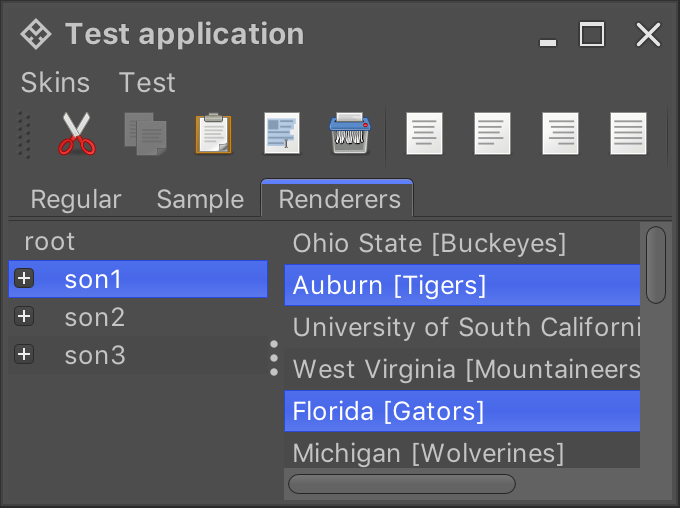 Test application
Skins Test
Regular Sample Renderers
root
son1
son2
son3
Ohio State [Buckeyes]
Auburn [Tigers]
University of South Californi
West Virginia [Mountaineers
Florida [Gators]
Michigan [Wolverines]